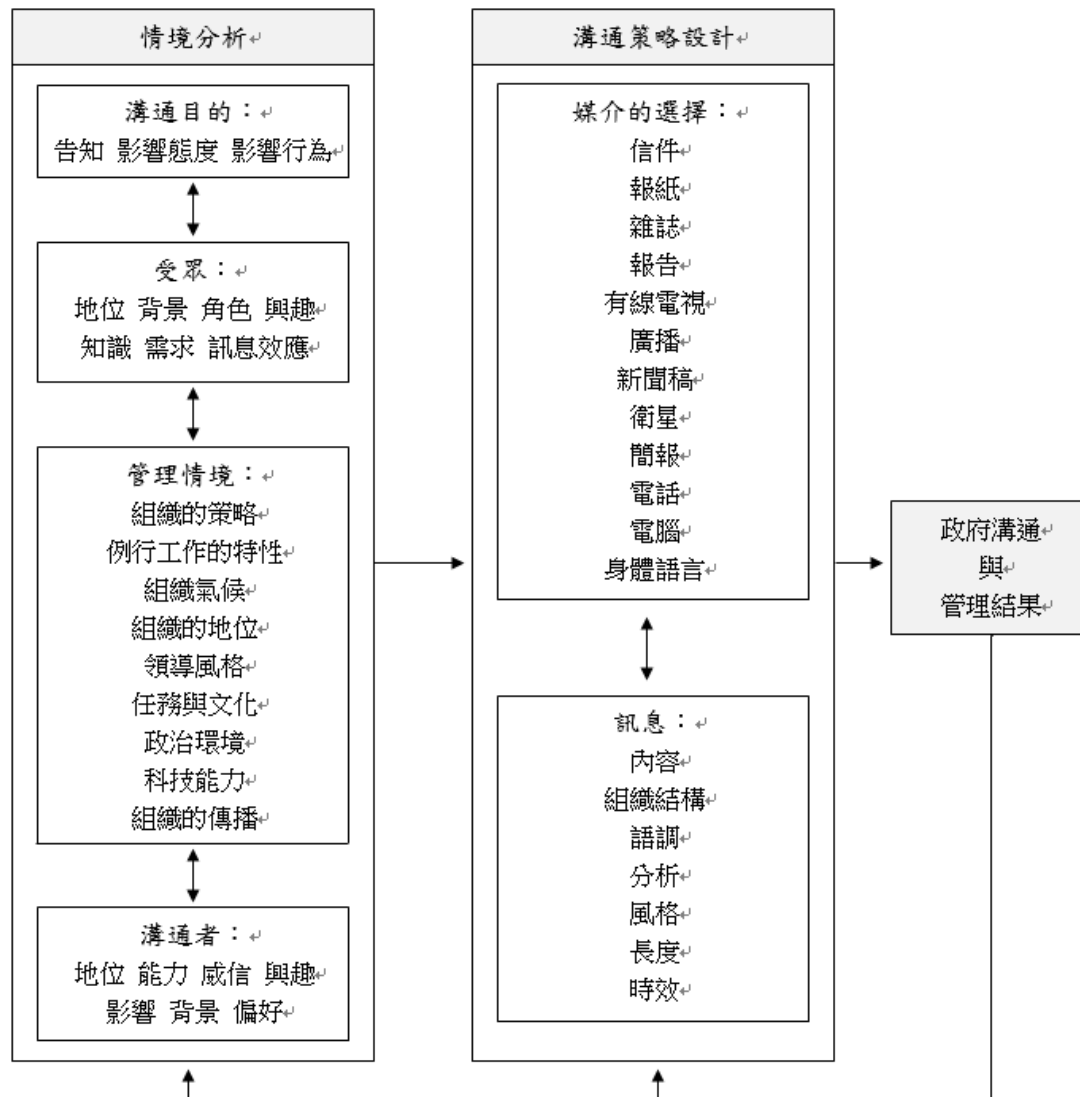 情境分析
溝通目的：
告知 影響態度 影響行為
受眾：
地位 背景 角色 興趣
知識 需求 訊息效應
管理情境：
組織的策略
例行工作的特性
組織氣候
組織的地位
領導風格
任務與文化
政治環境
科技能力
組織的傳播
溝通者：
地位 能力 威信 興趣
影響 背景 偏好
溝通策略設計
媒介的選擇：
信件
報紙
雜誌
報告
有線電視
廣播
新聞稿
衛星
簡報
電話
電腦
身體語言
訊息：
內容
組織結構
語調
分析
風格
長度
時效
政府溝通
與
管理結果